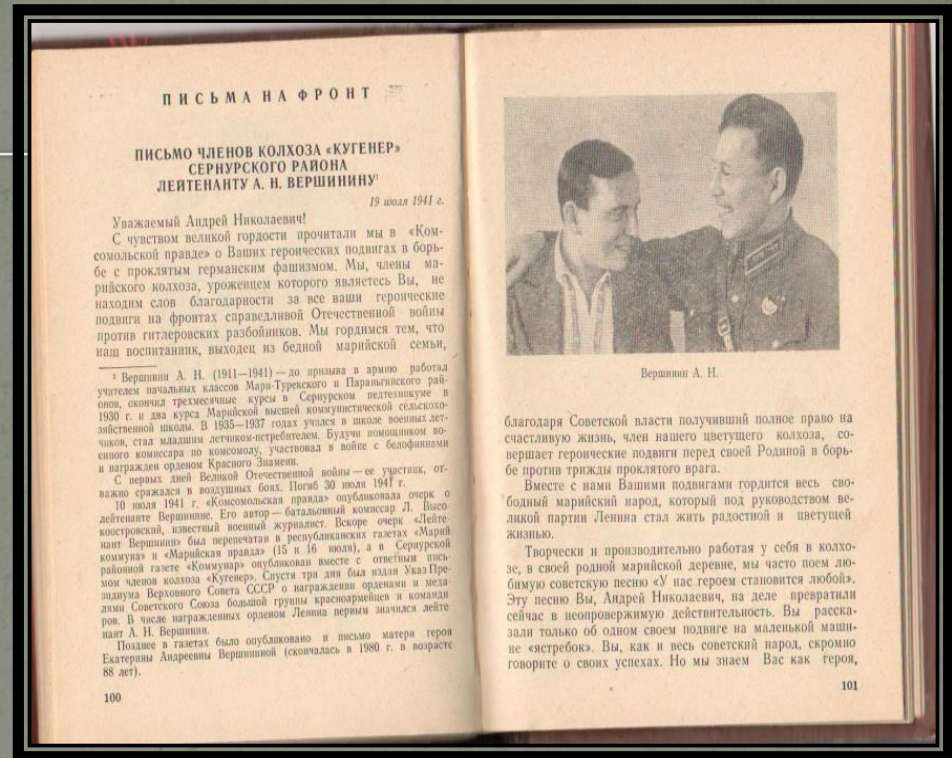 ПИСЬМА НА ФРОНТ
ПИСЬМО ЧЛЕНОВ КОЛХОЗА «КУГЕНЕР»
СЕРНУРСКОГО РАЙОНА
ЛЕЙТЕНАНТУ А. Н. ВЕРШИНИНУ¹
19 июля 1941 г.
Уважаемый Андрей Николаевич!
С чувством великой гордости прочитали мы в «Ком-
сомольской правде» о Ваших героических подвигах в борь-
бе с проклятым германским фашизмом. Мы, члены ма-
рийского колхоза, уроженцем которого являетесь Вы, не
находим слов благодарности за все ваши героические
подвиги на фронтах справедливой Отечественной войны
против гитлеровских разбойников. Мы гордимся тем, что
наш воспитанник, выходец из бедной марийской семьи,
¹ Вершинин А. Н. (1911—1941) — до призыва в армию работал
учителем начальных классов Мари-Турекского и Параньгинского рай-
онов, окончил трехмесячные курсы в Сернурском педтехникуме в
1930 г. и два курса Марийской высшей коммунистической сельскохо-
зяйственной школы. В 1935—1937 годах учился в школе военных лет-
чиков, стал младшим летчиком-истребителем. Будучи помощником во-
енного комиссара по комсомолу, участвовал в войне с белофиннами
и награжден орденом Красного Знамени.
С первых дней Великой Отечественной войны — ее участник, от-
важно сражался в воздушных боях. Погиб 30 июля 1941 г.
10 июля 1941 г. «Комсомольская правда» опубликовала очерк о
лейтенанте Вершинине. Его автор — батальонный комиссар Л. Высо-
коостровский, известный военный журналист. Вскоре очерк «Лейте-
нант Вершинин» был перепечатан в республиканских газетах «Марий
коммуна» и «Марийская правда» (15 и 16 июля), а в Сернурской
районной газете «Коммунар» опубликован вместе с ответным пись-
мом членов колхоза «Кугенер». Спустя три дня был издан Указ Пре-
зидиума Верховного Совета СССР о награждении орденами и меда-
лями Советского Союза большой группы красноармейцев и команди
ров. В числе награжденных орденом Ленина первым значился лейте
нант А. Н. Вершинин.
Позднее в газетах было опубликовано и письмо матери героя
Екатерины Андреевны Вершининой (скончалась в 1980 г. в возрасте
88 лет).
100
Вершинин А. Н.
благодаря Советской власти получивший полное право на
счастливую жизнь, член нашего цветущего колхоза, со-
вершает героические подвиги перед своей Родиной в борь-
бе против трижды проклятого врага.
Вместе с нами Вашими подвигами гордится весь сво-
бодный марийский народ, который под руководством ве-
ликой партии Ленина стал жить радостной и цветущей
жизнью.
Творчески и производительно работая у себя в колхо-
зе, в своей родной марийской деревне, мы часто поем лю-
бимую советскую песню «У нас героем становится любой».
Эту песню Вы, Андрей Николаевич, на деле превратили
сейчас в неопровержимую действительность. Вы расска-
зали только об одном своем подвиге на маленькой маши-
не «ястребок». Вы, как и весь советский народ, скромно
говорите о своих успехах. Но мы знаем Вас как героя,
101